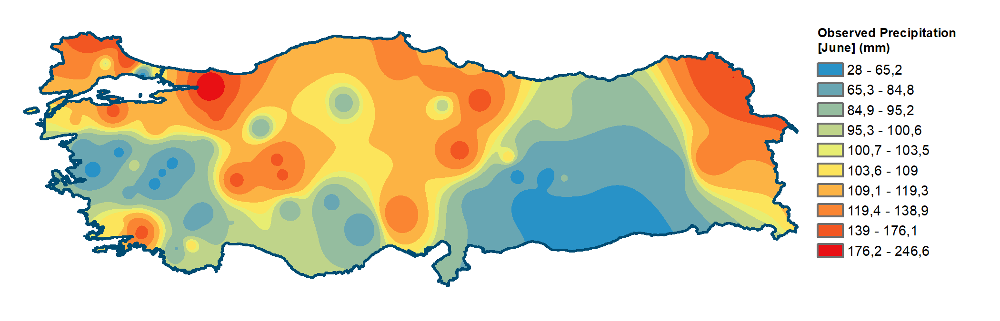 Observed Precipitation
[June] (mm)
28 - 65,2
65,3 - 84,8
84,9 - 95,2
95,3 - 100,6
100,7 - 103,5
103,6 - 109
109,1 - 119,3
119,4 - 138,9
139 - 176,1
176,2 - 246,6